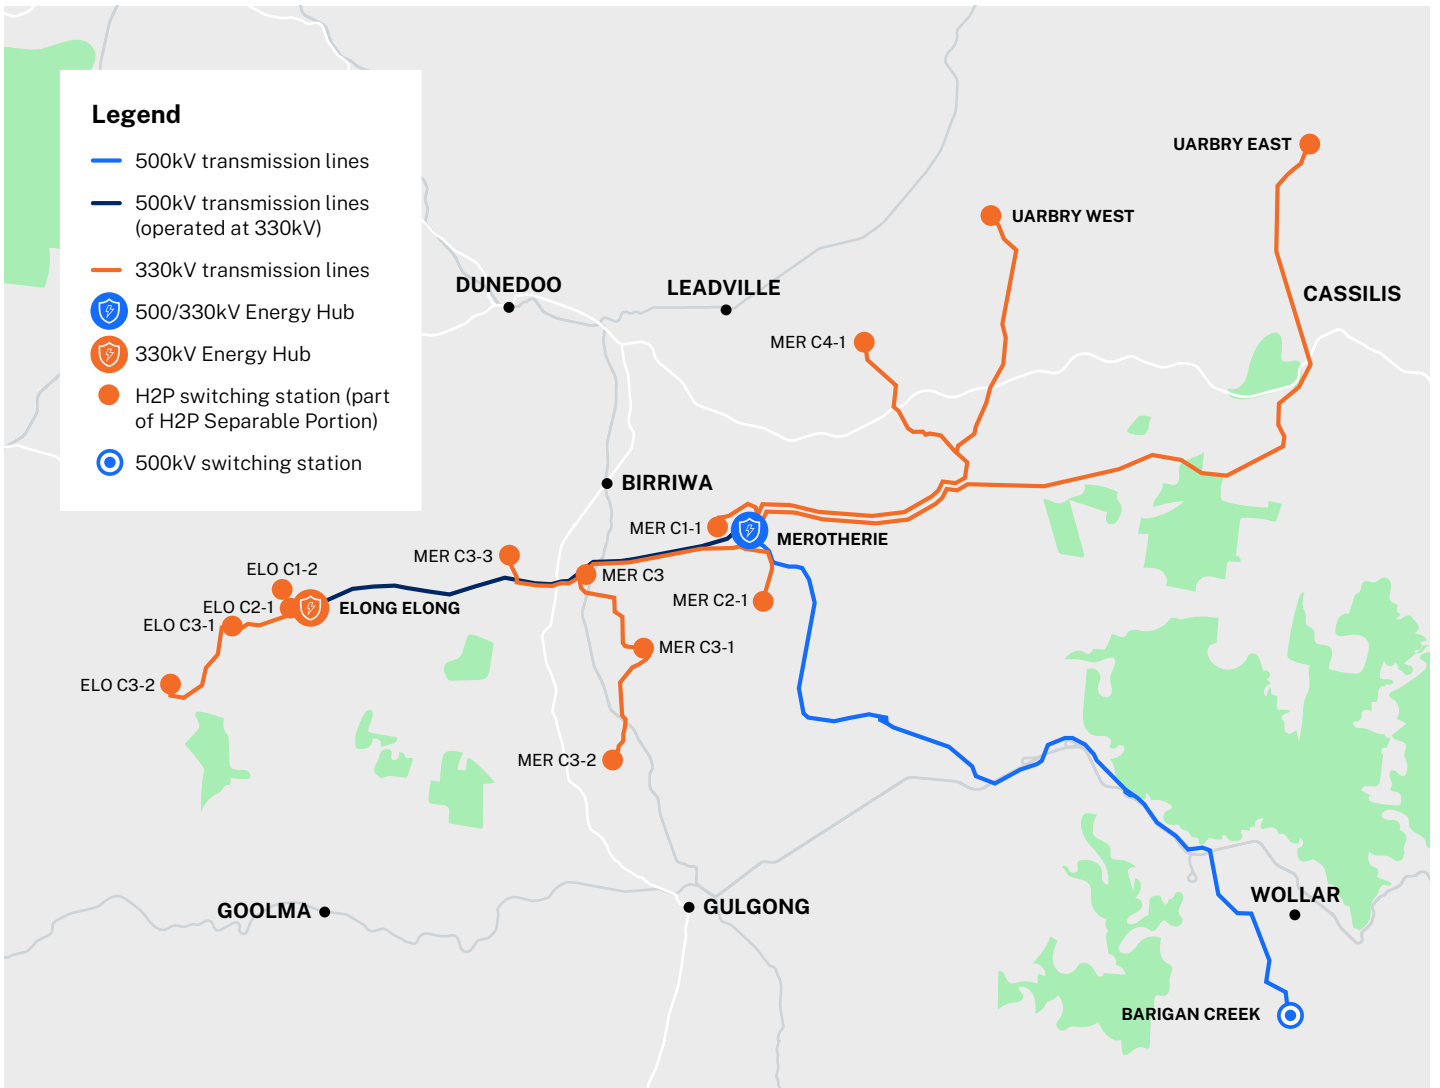 Legend
500kV transmission lines
500kV transmission lines
(operated at 330kV)
330kV transmission lines
500/330kV Energy Hub
330kV Energy Hub
H2P switching station (part
of H2P Separable Portion)
500kV switching station
UARBRY EAST
UARBRY WEST
DUNEDOO
LEADVILLE
CASSILIS
MER C4-1
BIRRIWA
MER C1-1
MEROTHERIE
MER C3-3
ELO C1-2
MER C3
MER C2-1
ELO C2-1
ELONG ELONG
ELO C3-1
MER C3-1
ELO C3-2
MER C3-2
WOLLAR
GOOLMA
GULGONG
BARIGAN CREEK